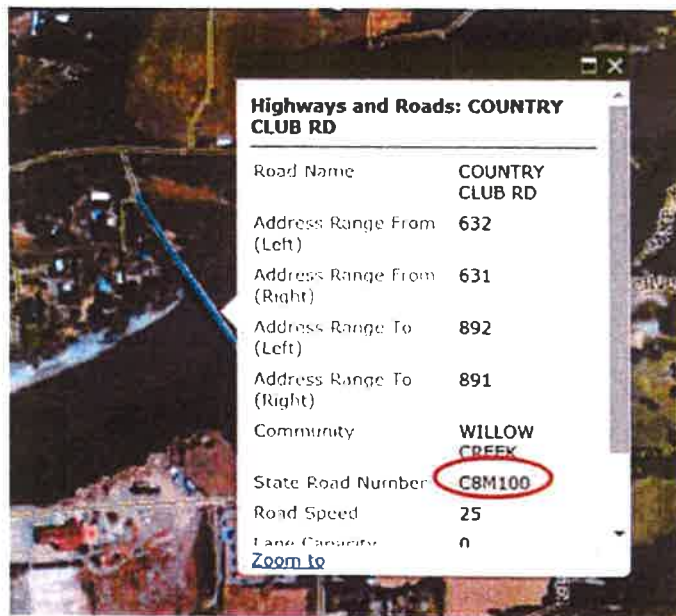 Highways and Roads: COUNTRY
CLUB RD
Road Name COUNTRY
CLUB RD
Address Range From 632
(Left)
Address Range From 631
(Right)
Address Range To 892
(Left)
Address Range To 891
(Right)
Community WILLOW
CREEK
State Road Number C8M100
Road Speed 25
Lane Capacity 0
Zoom to